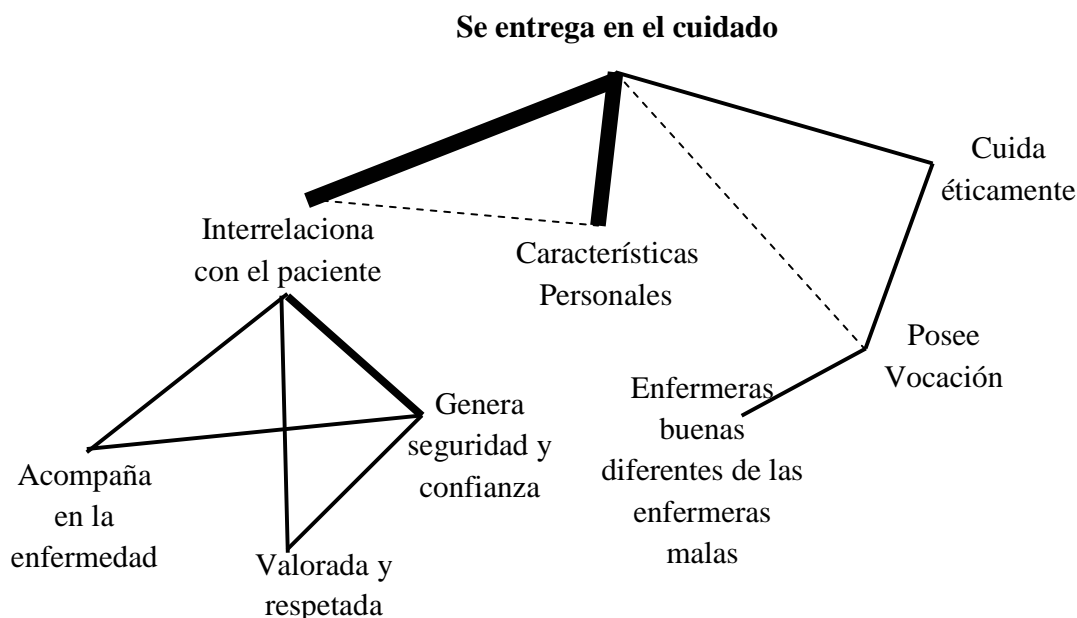 Se entrega en el cuidado
Cuida
éticamente
Interrelaciona
con el paciente
Característícas
Personales
Posee
Vocación
Genera
seguridad y
confianza
Enfermeras
buenas
diferentes de las
enfermeras
malas
Acompaña
en la
enfermedad
Valorada y
respetada